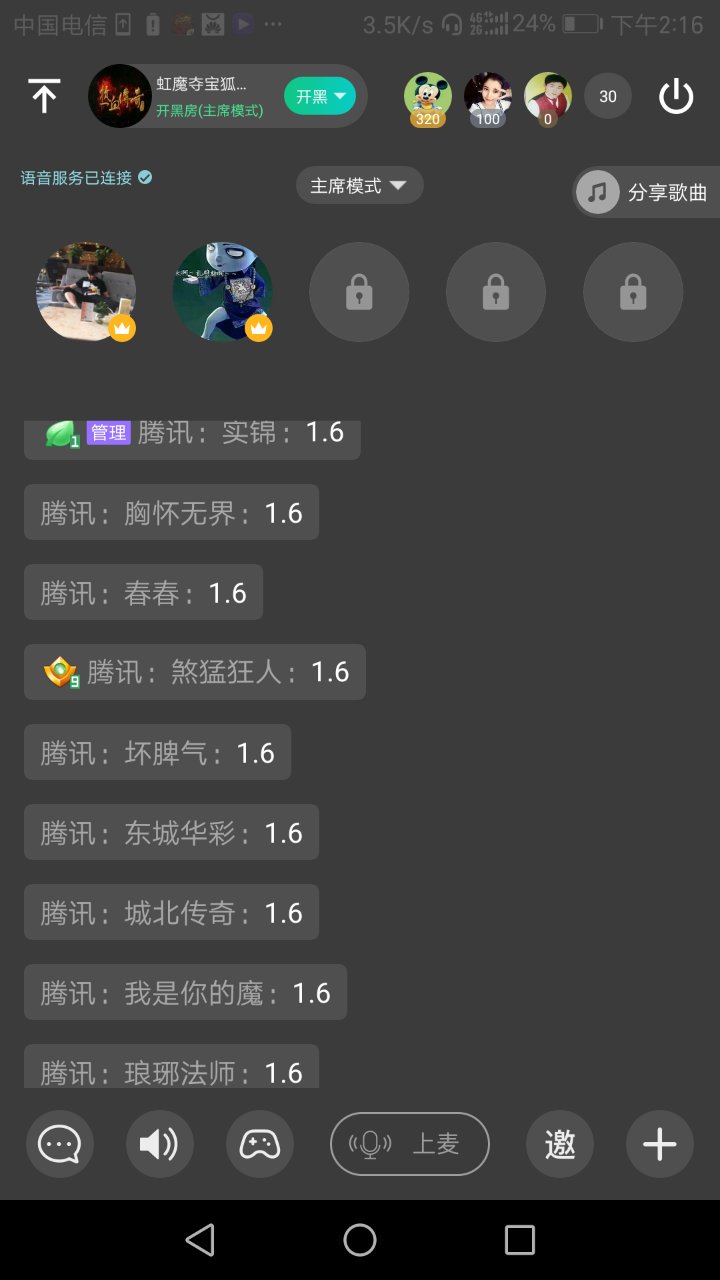 中国电信 3.5K/s 4G 2G 24% 下午2:16
虹魔夺宝狐...
开黑房(主席模式)
开黑
320 100 0 30
语音服务已连接
主席模式
分享歌曲
1 管理 腾讯：实锦：1.6
腾讯：胸怀无界：1.6
腾讯：春春：1.6
9 腾讯：煞猛狂人：1.6
腾讯：坏脾气：1.6
腾讯：东城华彩：1.6
腾讯：城北传奇：1.6
腾讯：我是你的魔：1.6
腾讯：琅琊法师：1.6
上麦 邀